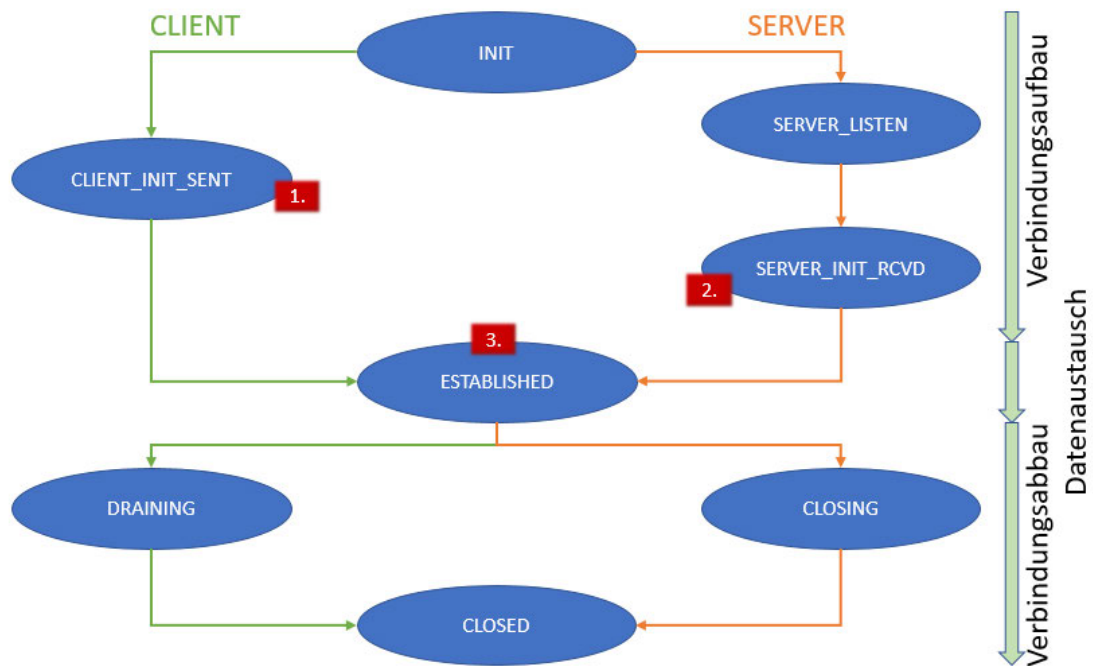 CLIENT
SERVER
INIT
SERVER_LISTEN
CLIENT_INIT_SENT
1.
SERVER_INIT_RCVD
2.
3.
ESTABLISHED
DRAINING
CLOSING
CLOSED
Verbindungsaufbau
Datenaustausch
Verbindungsabbau